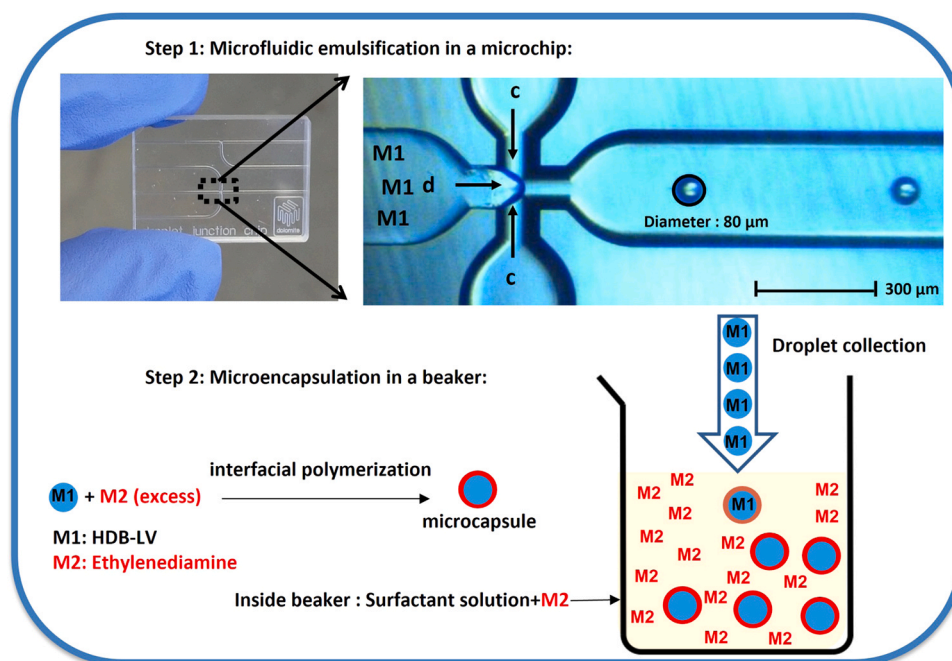 Step 1: Microfluidic emulsification in a microchip:
c
M1
M1 d
M1
c
Diameter : 80 µm
300 µm
junction chip
dolomite
Step 2: Microencapsulation in a beaker:
Droplet collection
M1
M1
M1
M1
interfacial polymerization
M1 + M2 (excess)
microcapsule
M1: HDB-LV
M2: Ethylenediamine
Inside beaker : Surfactant solution+M2
M2
M2
M2
M2
M2
M1
M2
M2
M2
M2
M2
M2
M2
M2
M2
M2
M2